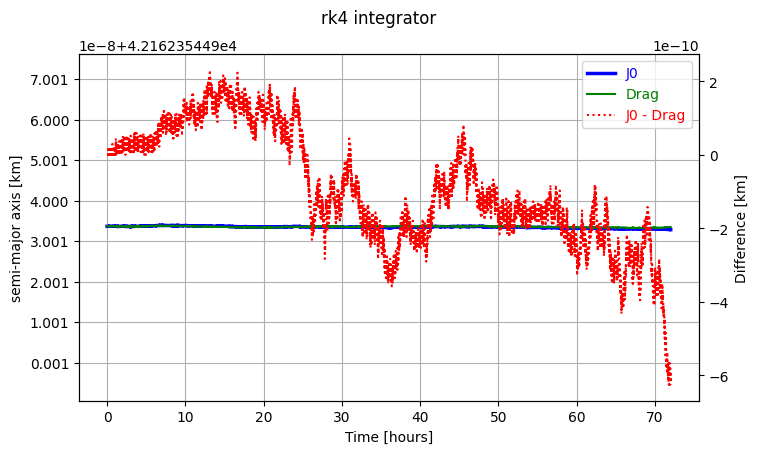 rk4 integrator
1e−8+4.216235449e4
1e−10
7.001
6.000
5.001
4.000
3.001
2.001
1.001
0.001
semi-major axis [km]
J0
Drag
J0 - Drag
2
0
−2
−4
−6
Difference [km]
0 10 20 30 40 50 60 70
Time [hours]